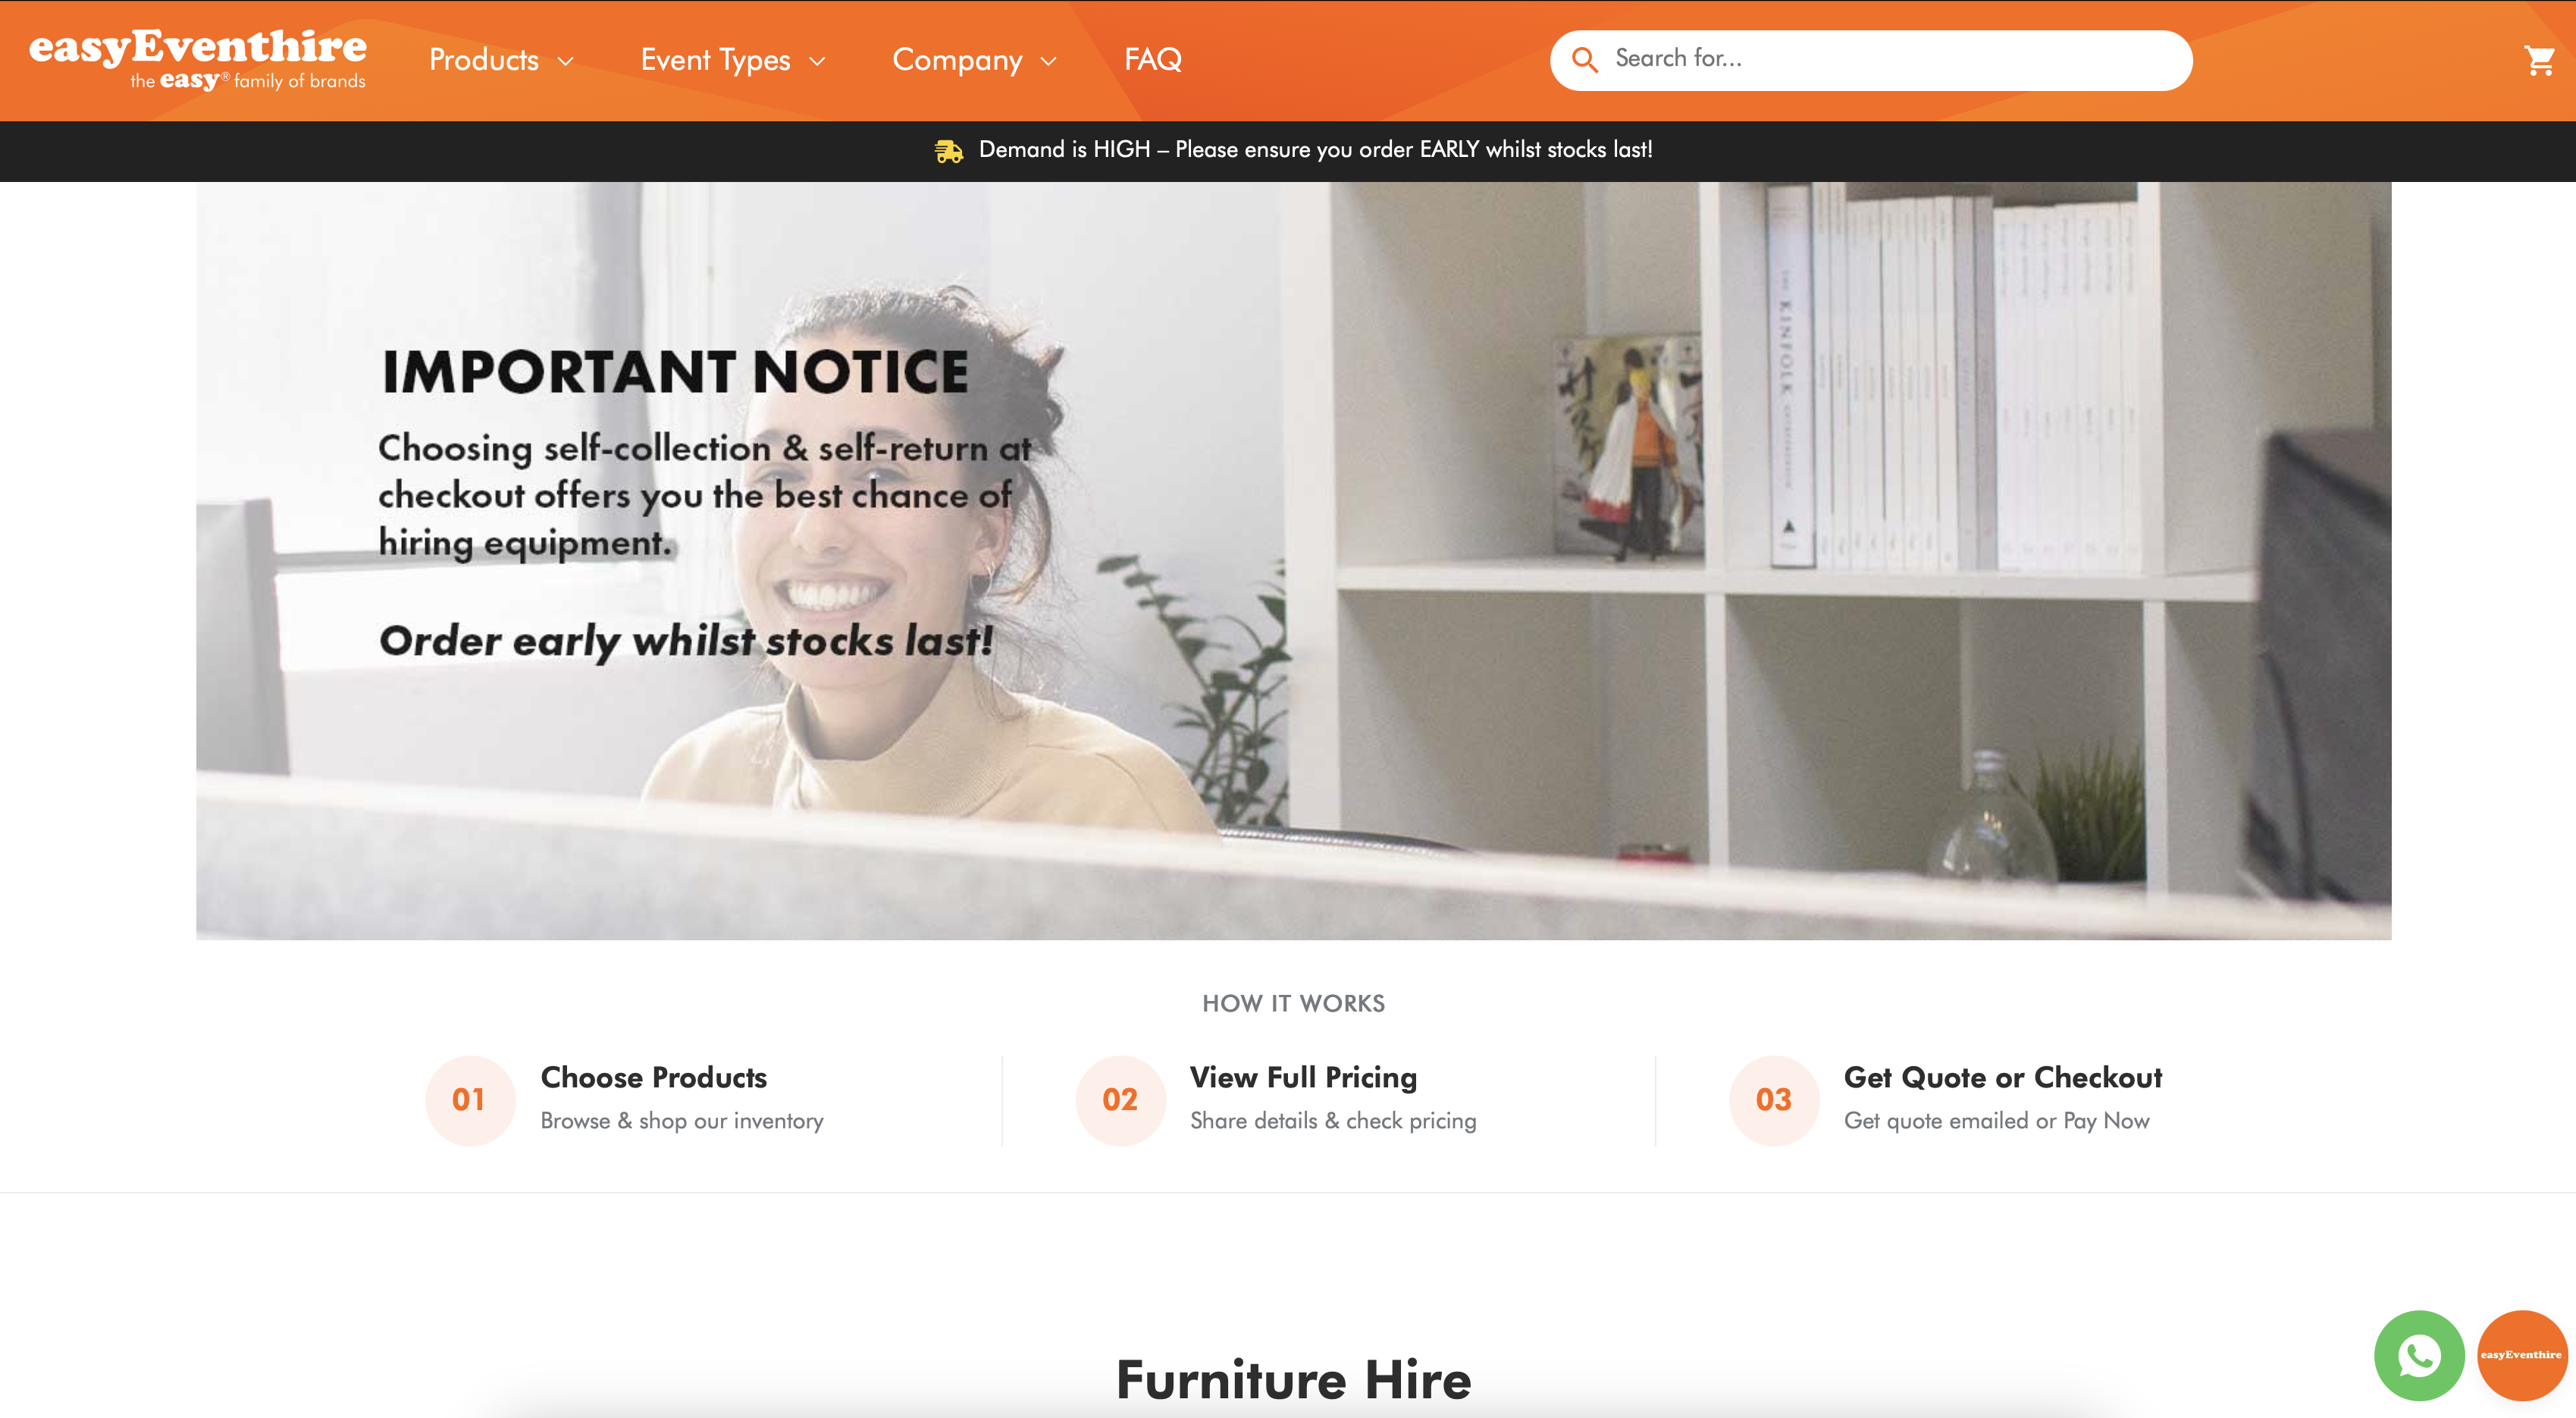 easyEventhire
the easy® family of brands
Products
Event Types
Company
FAQ
Search for...
Demand is HIGH – Please ensure you order EARLY whilst stocks last!
IMPORTANT NOTICE
Choosing self-collection & self-return at
checkout offers you the best chance of
hiring equipment.
Order early whilst stocks last!
KINFOLK
HOW IT WORKS
01
Choose Products
Browse & shop our inventory
02
View Full Pricing
Share details & check pricing
03
Get Quote or Checkout
Get quote emailed or Pay Now
Furniture Hire
easyEventhire